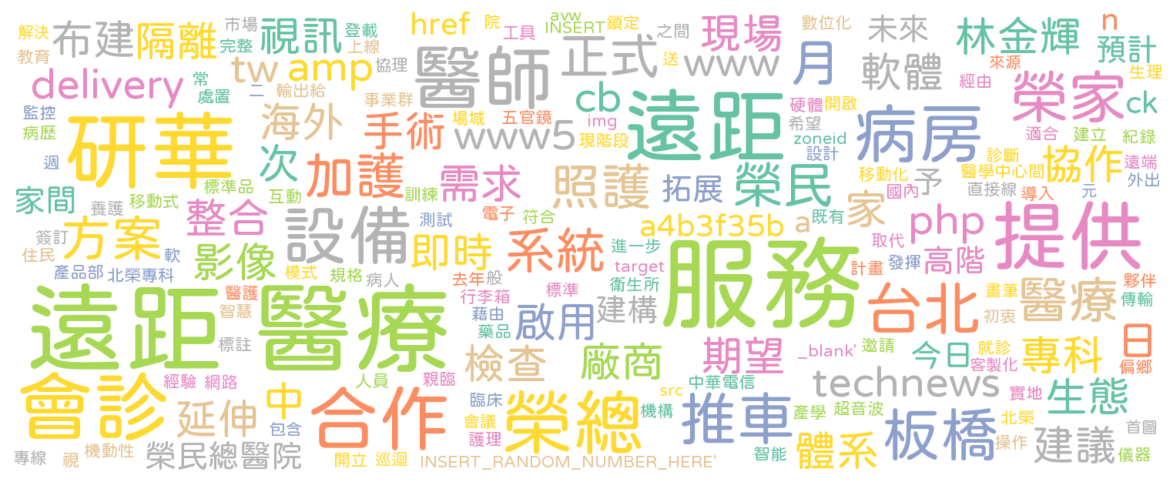 解決
布建
隔離
市場
完整
視訊
登載
上線
href
院
工具
avw
INSERT
鎖定
之間
現場
數位化
未來
林金輝
n
預計
教育
delivery
常
處置
tw
amp
協理
醫師
正式
送
www
月
軟體
經由
來源
榮家
生理
二
輸出給
監控
病歷
研華
海外
事業群
手術
場域
五官鏡
www5
cb
img
現階段
遠距
硬體
開啟
希望
zoneid
設計
病房
適合
建立
ck
紀錄
診斷
協作
遠端
週
次
加護
需求
照護
拓展
榮民
移動化
國內
予
醫學中心間
直接線
導入
元
外出
家間
養護
移動式
標準品
互動
訓練
整合
設備
電子
符合
測試
即時
系統
進一步
a4b3f35b
a
既有
家
php
取代
提供
簽訂
住民
方案
軟
影像
產品部
北榮專科
模式
規格
病人
去年
般
target
衛生所
服務
計畫
發揮
高階
夥伴
遠距醫療
醫護
智慧
標註
行李箱
藉由
藥品
標準
啟用
建構
台北
畫筆
初衷
醫療
傳輸
日
會診
經驗
網路
人員
親臨
檢查
廠商
期望
_blank'
邀請
今日
就診
客製化
專科
偏鄉
延伸
中
包含
合作
臨床
會議
護理
榮總
src
機構
中華電信
推車
產學
超音波
technews
板橋
北榮
操作
實地
生態
首圖
專線
視
機動性
榮民總醫院
開立
巡迴
INSERT_RANDOM_NUMBER_HERE'
智能
體系
建議
儀器